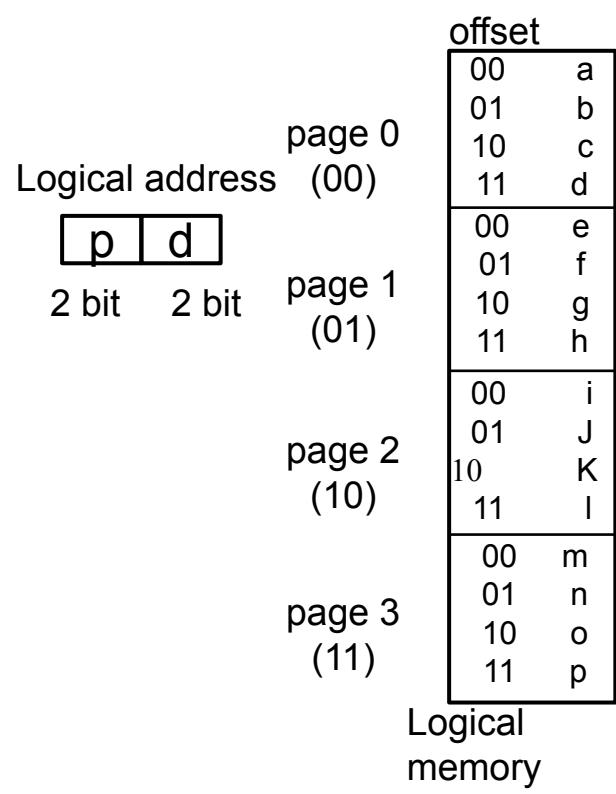 offset
00 a
01 b
page 0
10 c
Logical address (00)
11 d
p d
00 e
01 f
2 bit 2 bit
page 1
10 g
(01)
11 h
00 i
01 J
page 2
10 K
(10)
11 l
00 m
01 n
page 3
10 o
(11)
11 p
Logical
memory